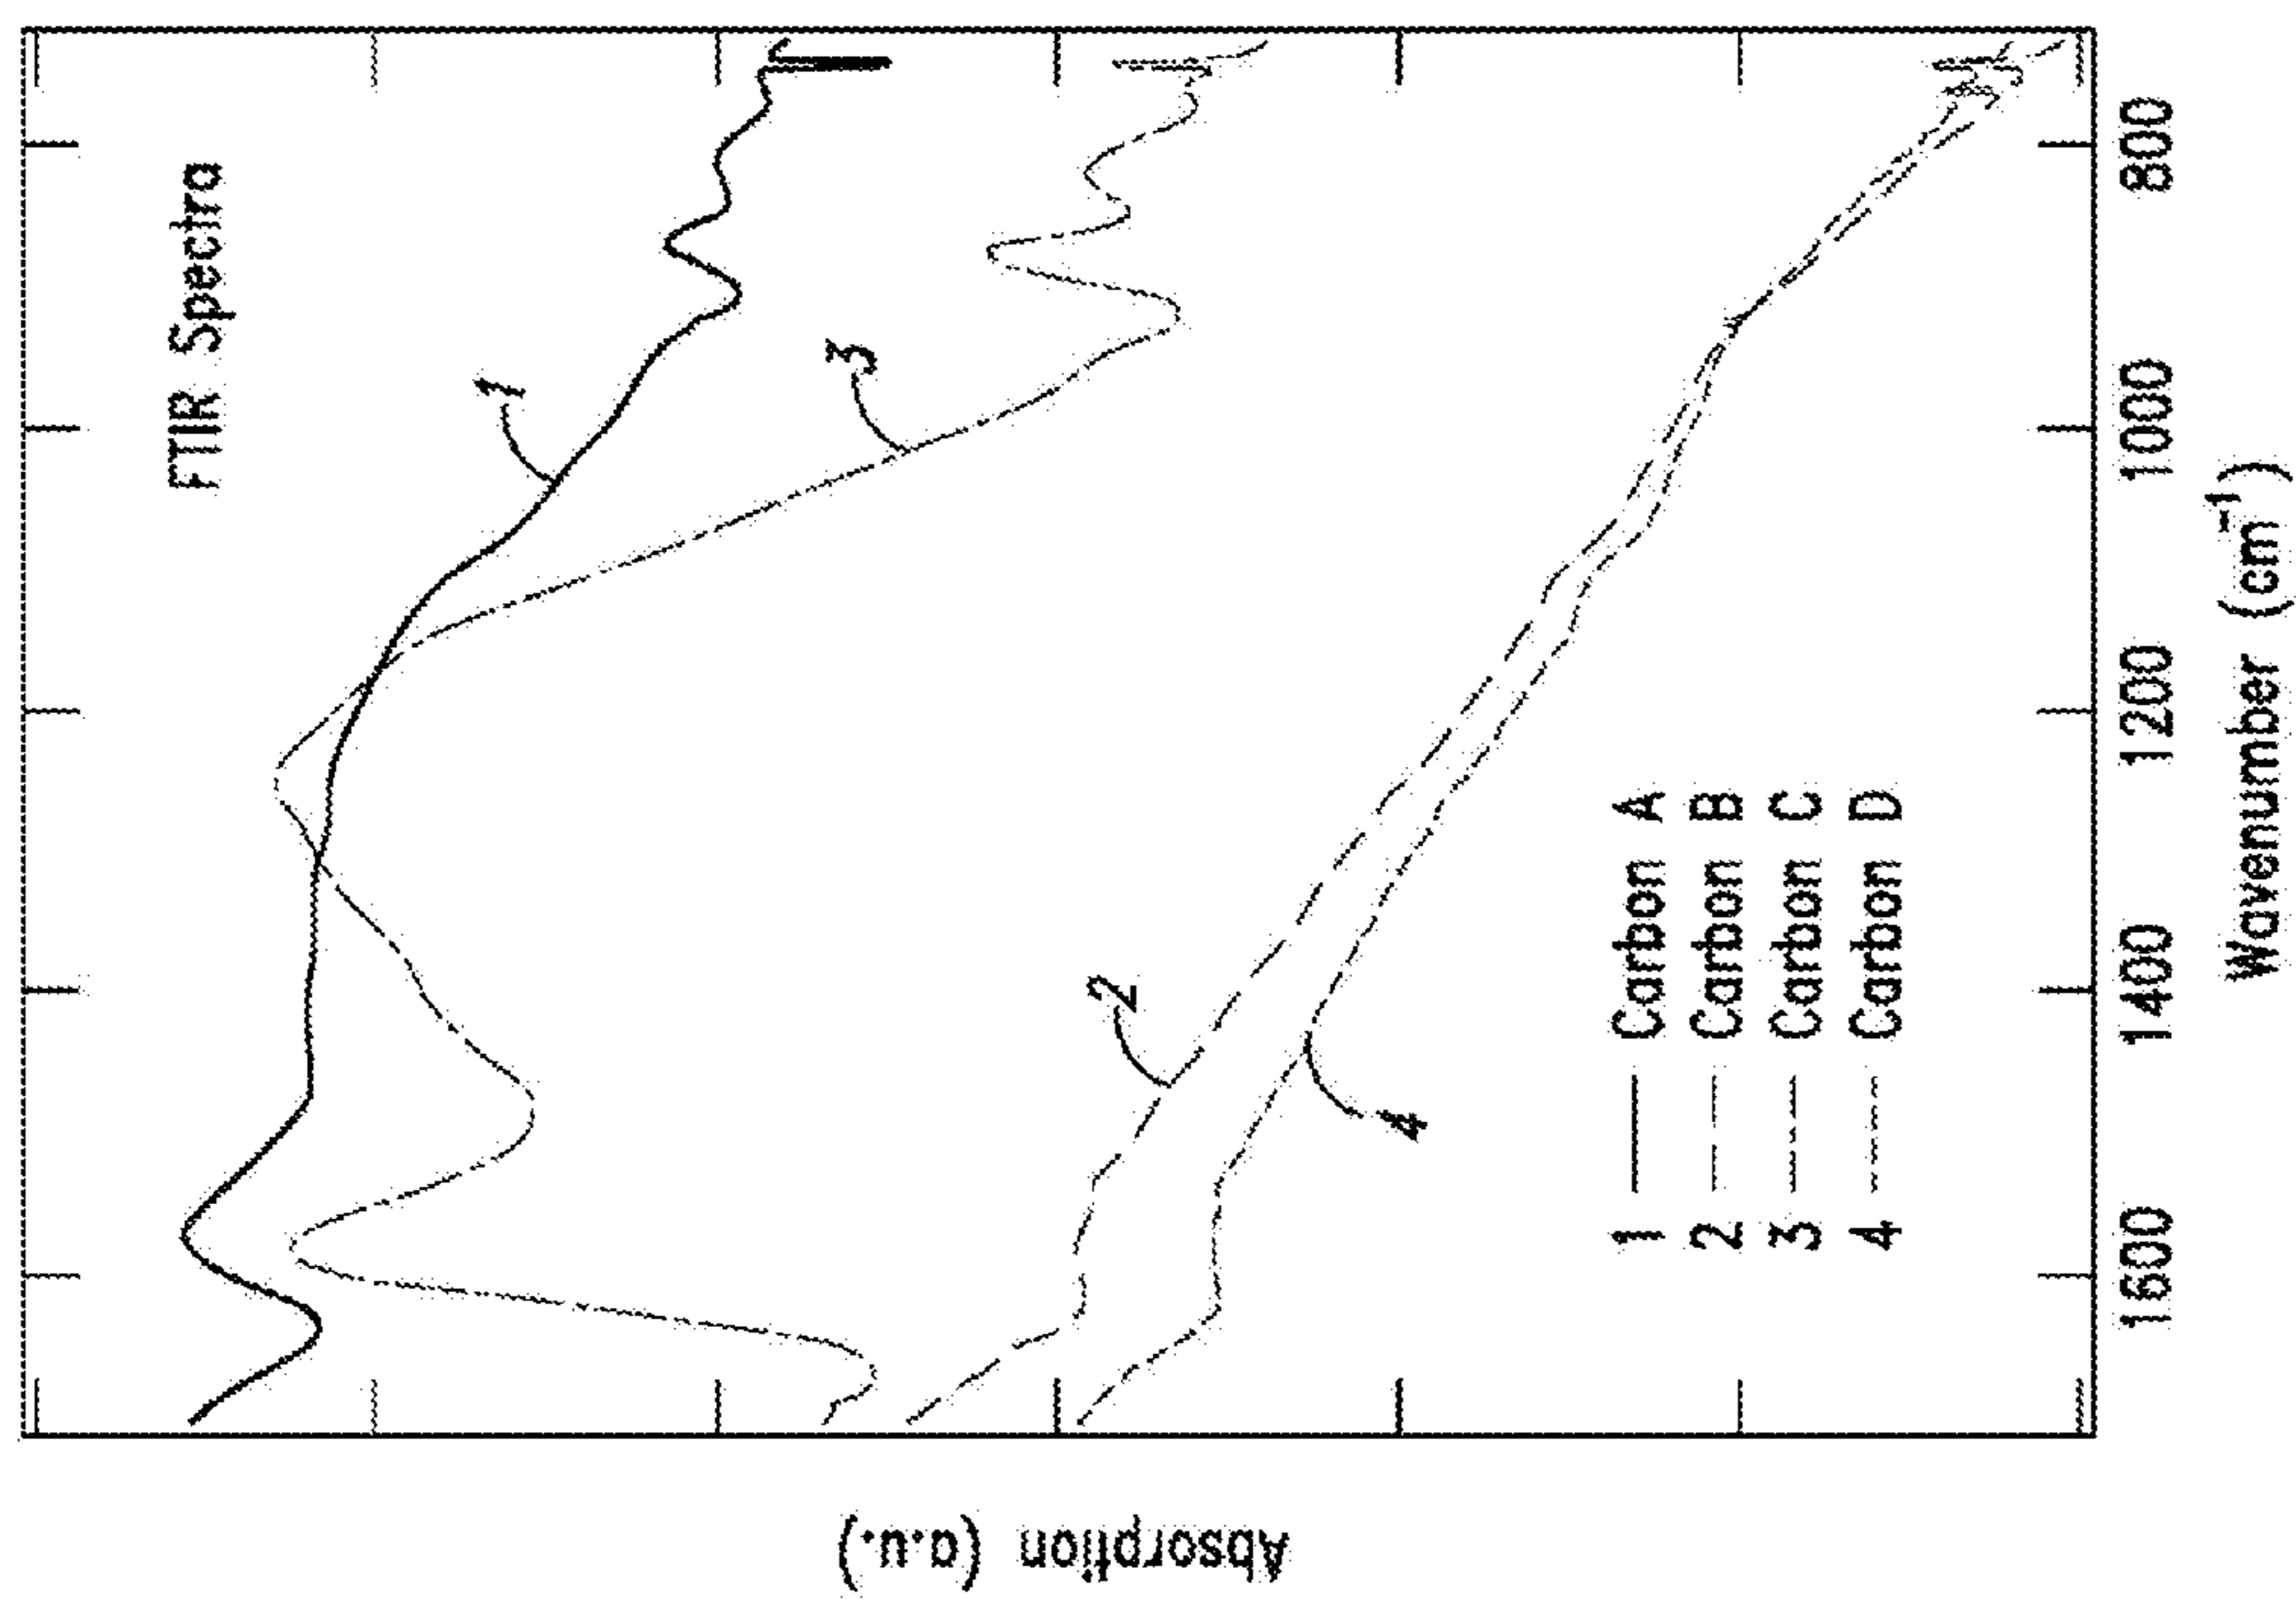 FTIR Spectra
1
3
2
4
1 Carbon A
2 Carbon B
3 Carbon C
4 Carbon D
1600 1400 1200 1000 800
Wavenumber (cm⁻¹)
Absorption (a.u.)